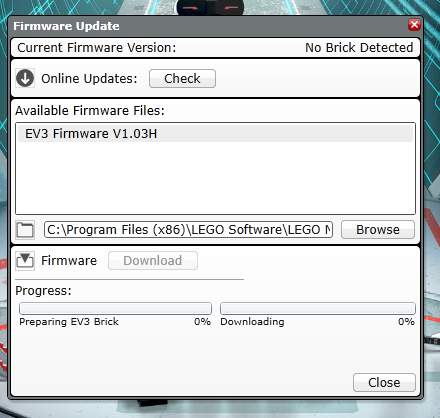 Firmware Update
Current Firmware Version: No Brick Detected
Online Updates: Check
Available Firmware Files:
EV3 Firmware V1.03H
C:\Program Files (x86)\LEGO Software\LEGO Browse
Firmware Download
Progress:
Preparing EV3 Brick 0% Downloading 0%
Close